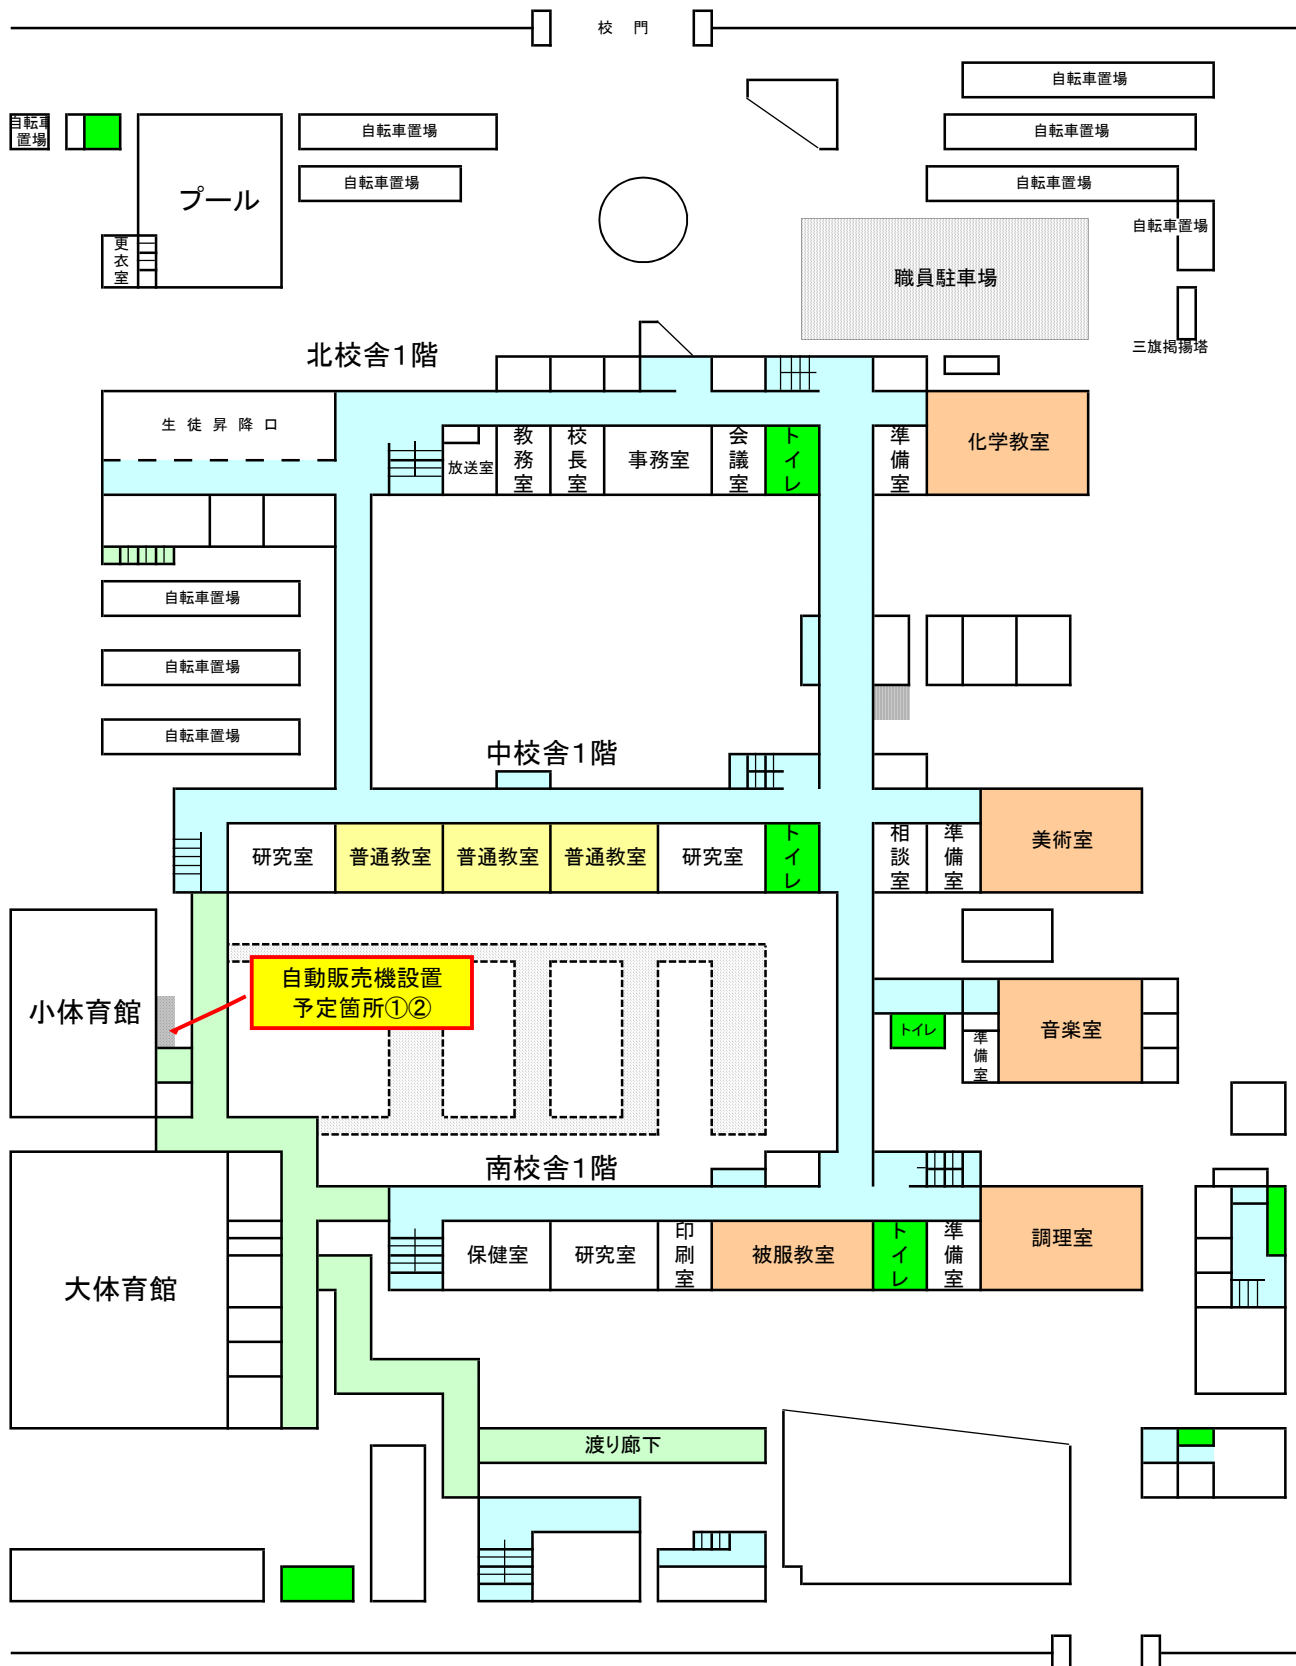 校 門
自転車置場
自転車
置場
自転車置場
自転車置場
自転車置場
自転車置場
自転車置場
プール
自転車置場
更衣室
職員駐車場
三旗掲揚塔
北校舎1階
生 徒 昇 降 口
放送室
教務室
校長室
事務室
会議室
トイレ
準備室
化学教室
自転車置場
自転車置場
自転車置場
中校舎1階
研究室
普通教室
普通教室
普通教室
研究室
トイレ
相談室
準備室
美術室
自動販売機設置
予定箇所①②
小体育館
トイレ
準備室
音楽室
南校舎1階
保健室
研究室
印刷室
被服教室
トイレ
準備室
調理室
大体育館
渡り廊下